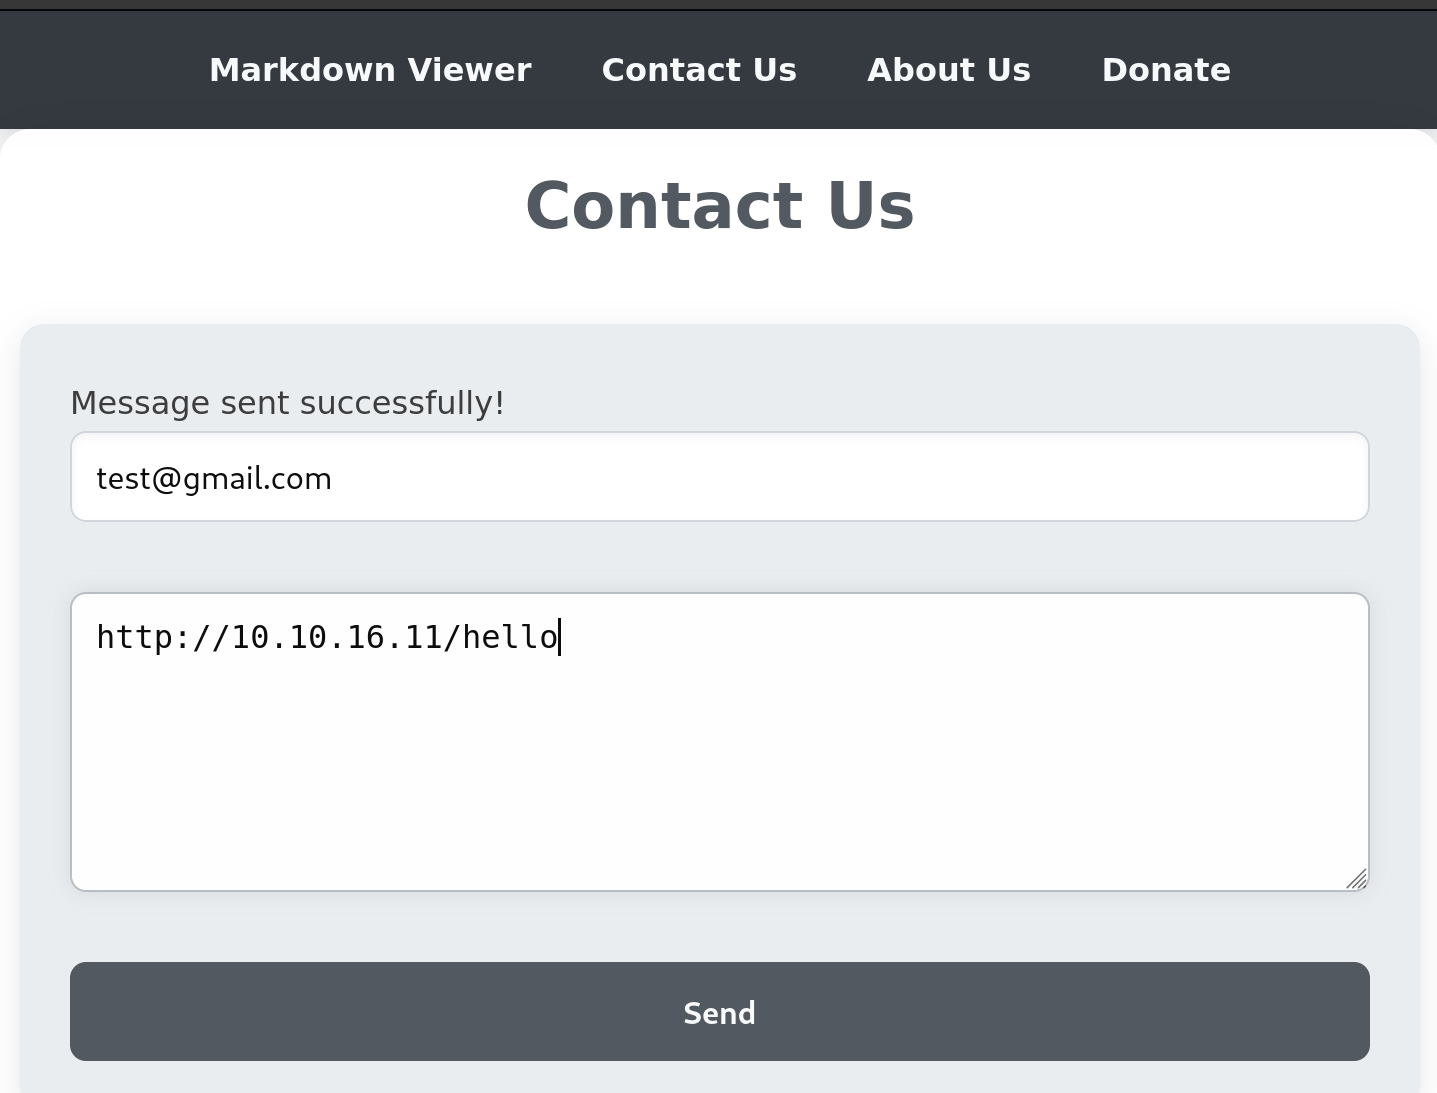 Markdown Viewer Contact Us About Us Donate
Contact Us
Message sent successfully!
test@gmail.com
http://10.10.16.11/hello
Send